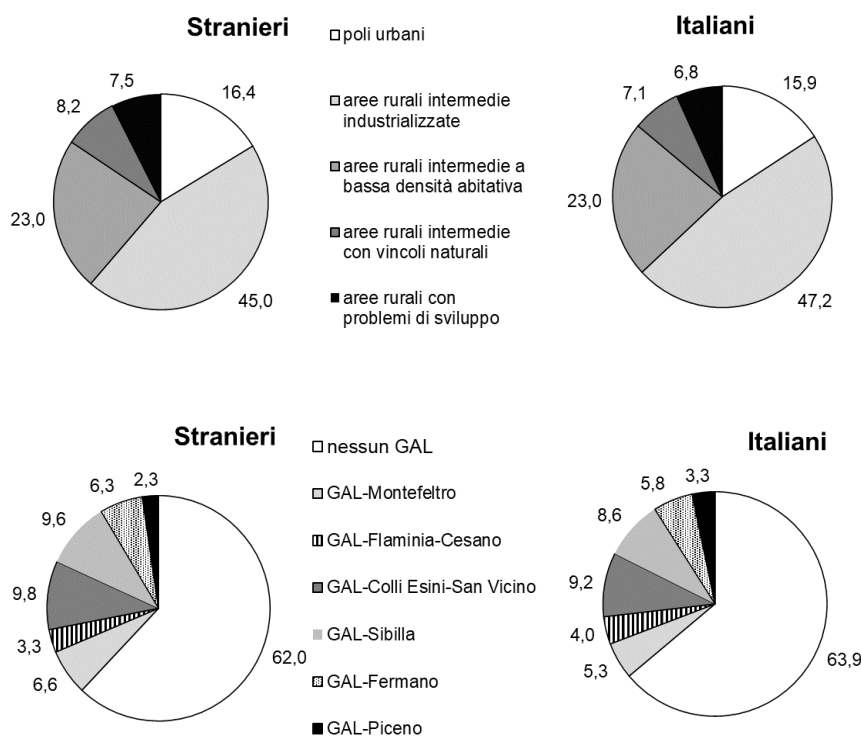 Stranieri
Italiani
poli urbani
aree rurali intermedie
industrializzate
aree rurali intermedie a
bassa densità abitativa
aree rurali intermedie
con vincoli naturali
aree rurali con
problemi di sviluppo
7,5
16,4
8,2
23,0
45,0
6,8
15,9
7,1
23,0
47,2
Stranieri
Italiani
nessun GAL
GAL-Montefeltro
GAL-Flaminia-Cesano
GAL-Colli Esini-San Vicino
GAL-Sibilla
GAL-Fermano
GAL-Piceno
6,3
2,3
9,6
9,8
3,3
6,6
62,0
5,8
3,3
8,6
9,2
4,0
5,3
63,9